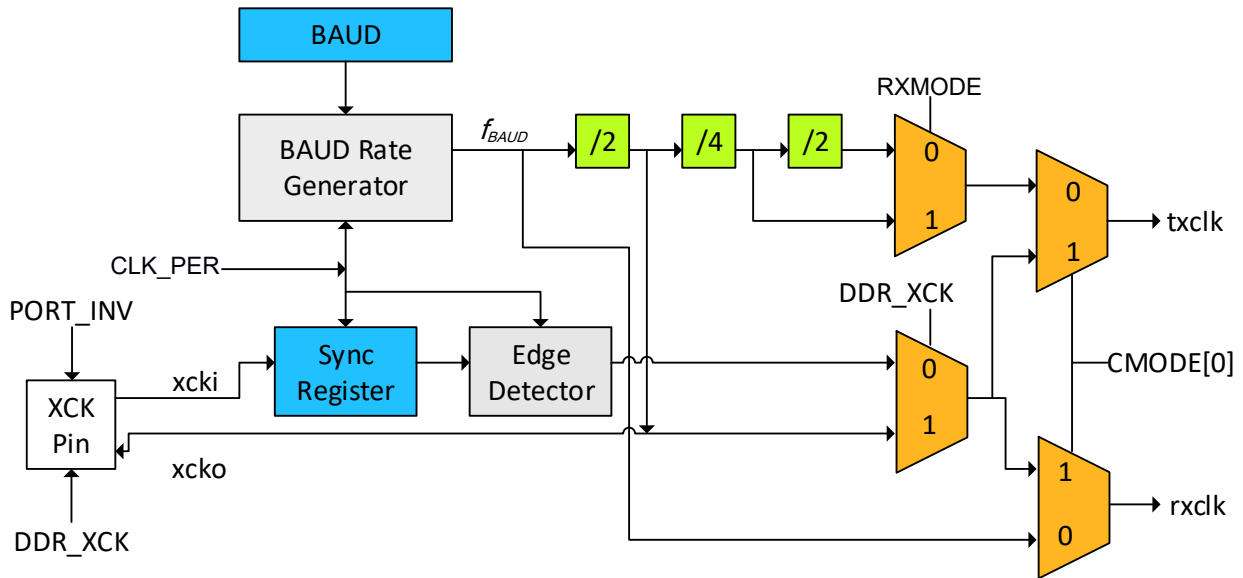 BAUD
RXMODE
BAUD Rate
Generator
fBAUD
/2
/4
/2
0
1
0
1
txclk
CLK_PER
DDR_XCK
PORT_INV
Sync
Register
Edge
Detector
0
1
CMODE[0]
xcki
XCK
Pin
xcko
1
0
rxclk
DDR_XCK